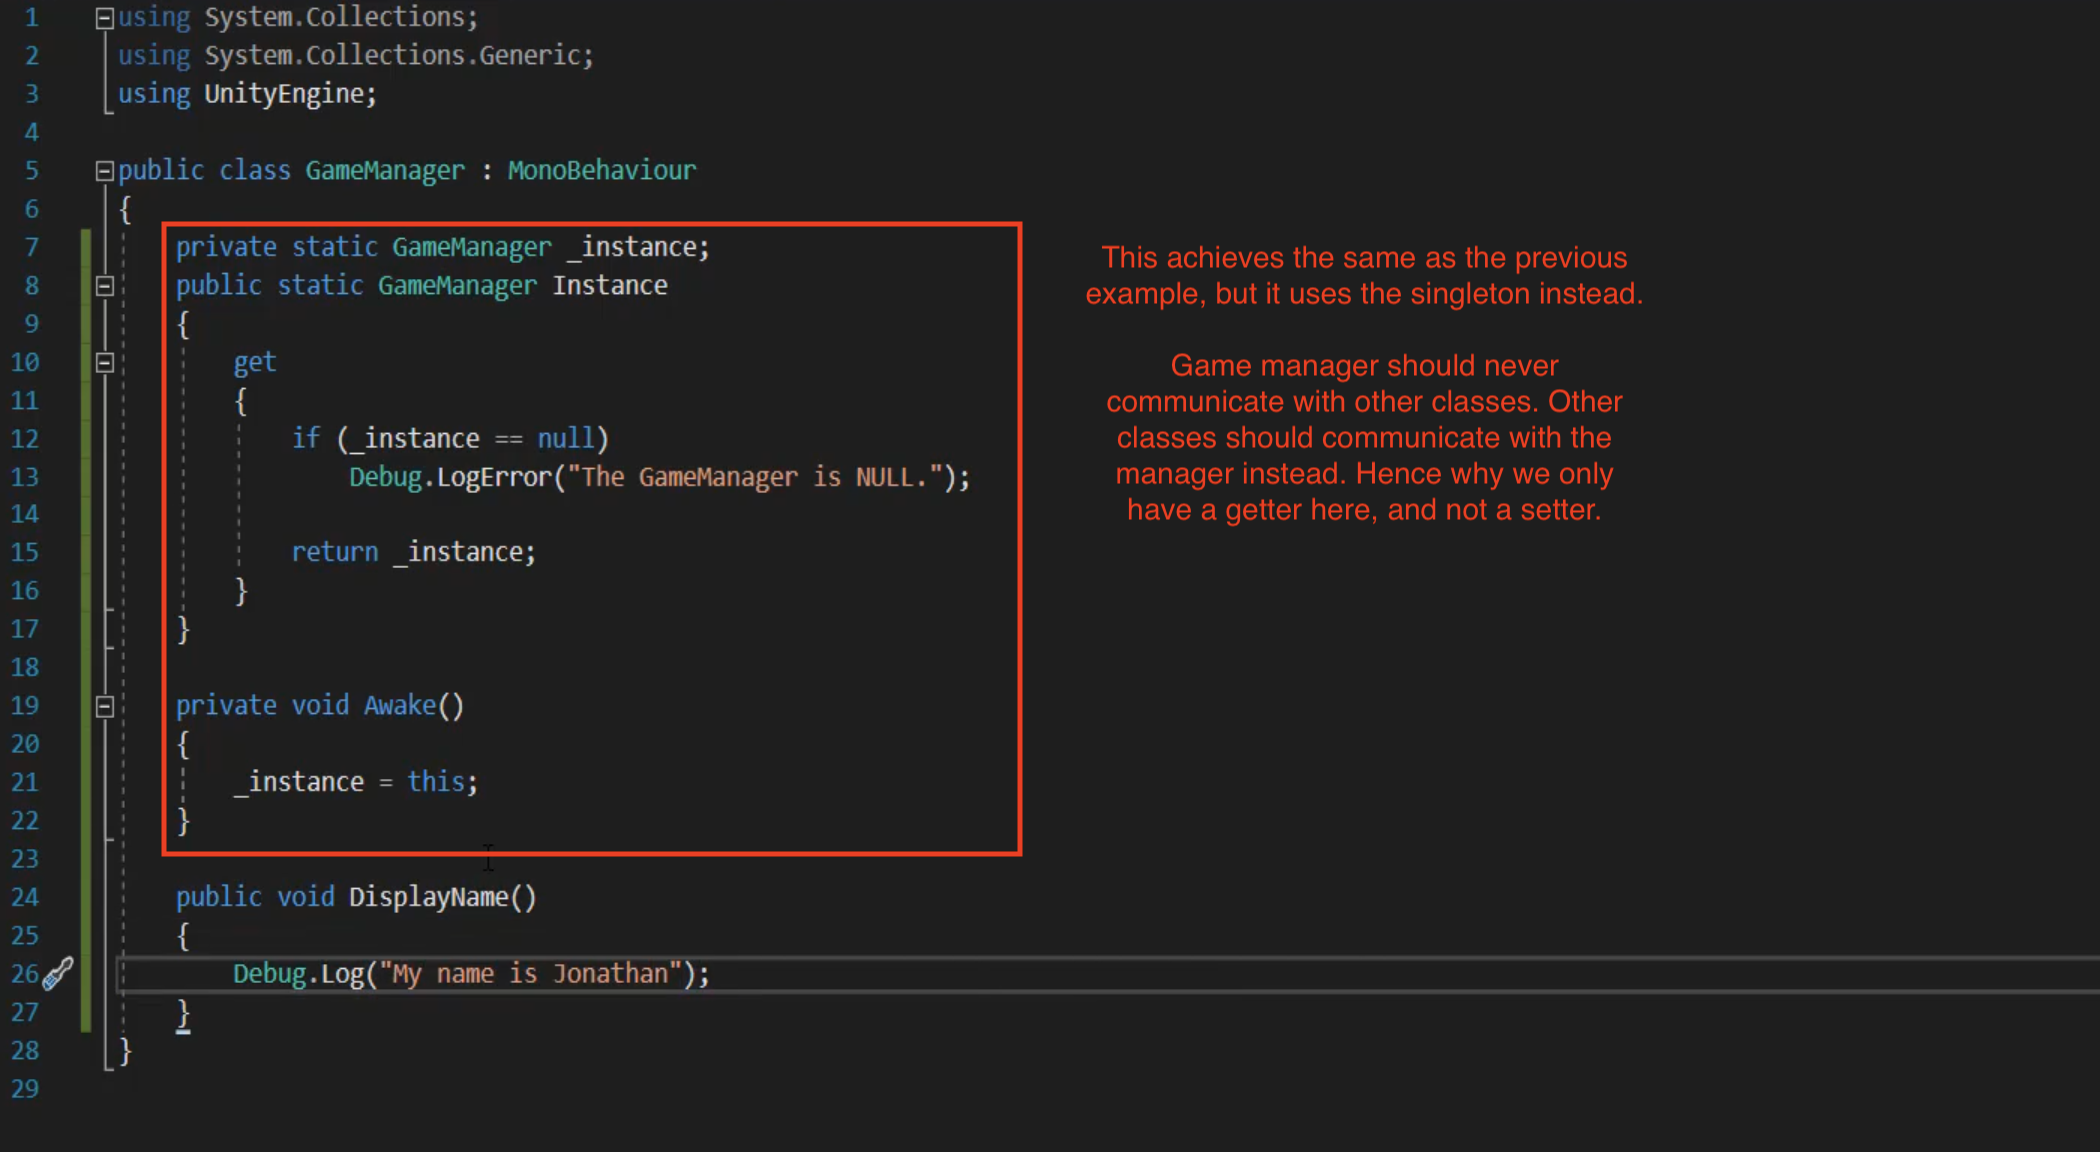 1 using System.Collections;
2 using System.Collections.Generic;
3 using UnityEngine;
4
5 public class GameManager : MonoBehaviour
6 {
7 private static GameManager _instance;
8 public static GameManager Instance
9 {
10 get
11 {
12 if (_instance == null)
13 Debug.LogError("The GameManager is NULL.");
14
15 return _instance;
16 }
17 }
18
19 private void Awake()
20 {
21 _instance = this;
22 }
23
24 public void DisplayName()
25 {
26 Debug.Log("My name is Jonathan");
27 }
28 }
29
This achieves the same as the previous
example, but it uses the singleton instead.
Game manager should never
communicate with other classes. Other
classes should communicate with the
manager instead. Hence why we only
have a getter here, and not a setter.